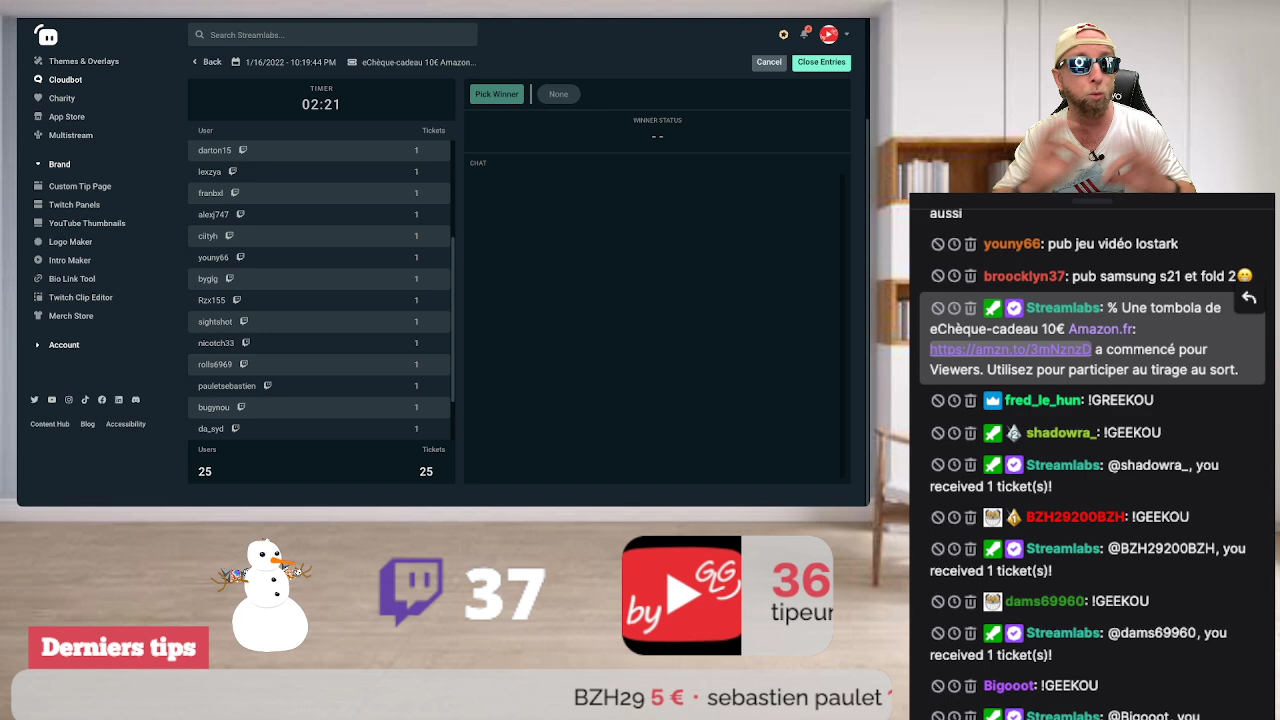 Search Streamlabs...
Themes & Overlays
Cloudbot
Charity
App Store
Multistream
Brand
Custom Tip Page
Twitch Panels
YouTube Thumbnails
Logo Maker
Intro Maker
Bio Link Tool
Twitch Clip Editor
Merch Store
Account
Content Hub Blog Accessibility
Back 1/16/2022 - 10:19:44 PM eChèque-cadeau 10€ Amazon...
Cancel Close Entries
TIMER
02:21
User Tickets
darton15 1
lexzya 1
franbxl 1
alexj747 1
ciityh 1
youny66 1
byglg 1
Rzx155 1
sightshot 1
nicotch33 1
rolls6969 1
pauletsebastien 1
bugynou 1
da_syd 1
Users Tickets
25 25
Pick Winner None
WINNER STATUS
--
CHAT
aussi
youny66: pub jeu vidéo lostark
broocklyn37: pub samsung s21 et fold 2😬
Streamlabs: % Une tombola de
eChèque-cadeau 10€ Amazon.fr:
https://amzn.to/3mNznzD a commencé pour
Viewers. Utilisez pour participer au tirage au sort.
fred_le_hun: !GREEKOU
shadowra_: !GEEKOU
Streamlabs: @shadowra_, you
received 1 ticket(s)!
BZH29200BZH: !GEEKOU
Streamlabs: @BZH29200BZH, you
received 1 ticket(s)!
dams69960: !GEEKOU
Streamlabs: @dams69960, you
received 1 ticket(s)!
Bigooot: !GEEKOU
Streamlabs: @Bigooot, you
37
by GLG
36
tipeur
Derniers tips
BZH29 5 € · sebastien paulet